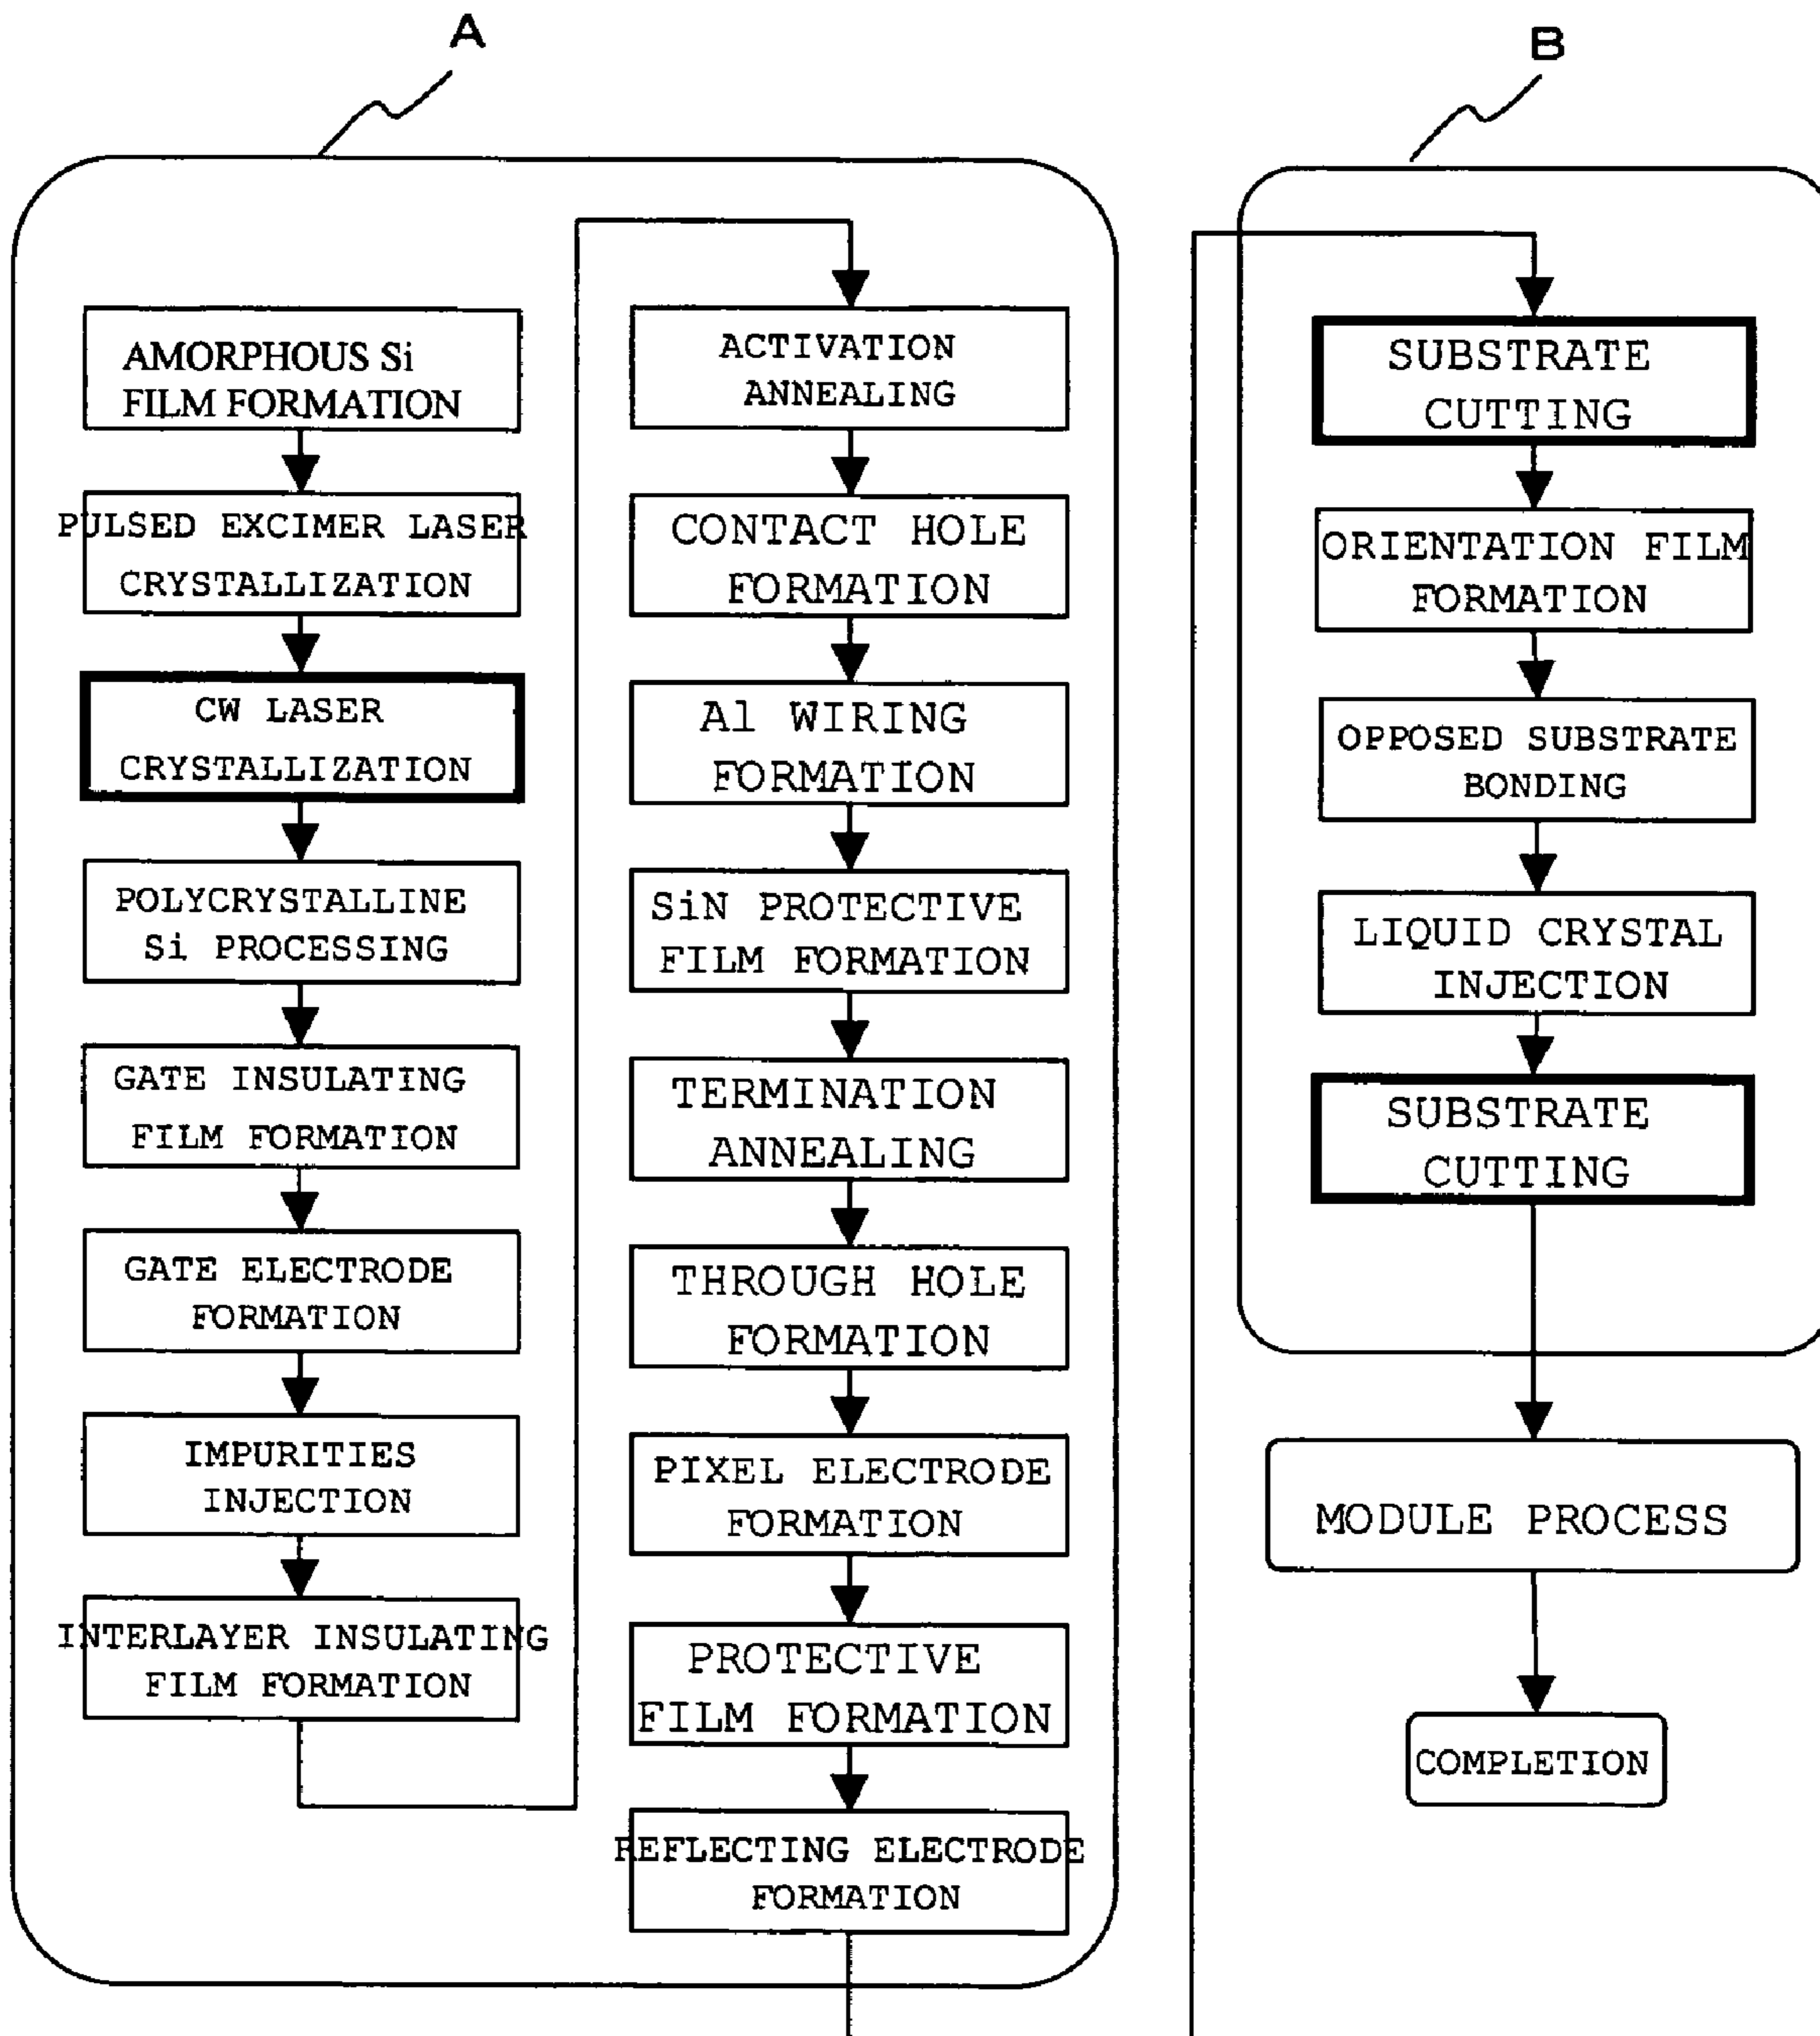 A
B
AMORPHOUS Si
FILM FORMATION
PULSED EXCIMER LASER
CRYSTALLIZATION
CW LASER
CRYSTALLIZATION
POLYCRYSTALLINE
Si PROCESSING
GATE INSULATING
FILM FORMATION
GATE ELECTRODE
FORMATION
IMPURITIES
INJECTION
INTERLAYER INSULATING
FILM FORMATION
ACTIVATION
ANNEALING
CONTACT HOLE
FORMATION
Al WIRING
FORMATION
SiN PROTECTIVE
FILM FORMATION
TERMINATION
ANNEALING
THROUGH HOLE
FORMATION
PIXEL ELECTRODE
FORMATION
PROTECTIVE
FILM FORMATION
REFLECTING ELECTRODE
FORMATION
SUBSTRATE
CUTTING
ORIENTATION FILM
FORMATION
OPPOSED SUBSTRATE
BONDING
LIQUID CRYSTAL
INJECTION
SUBSTRATE
CUTTING
MODULE PROCESS
COMPLETION